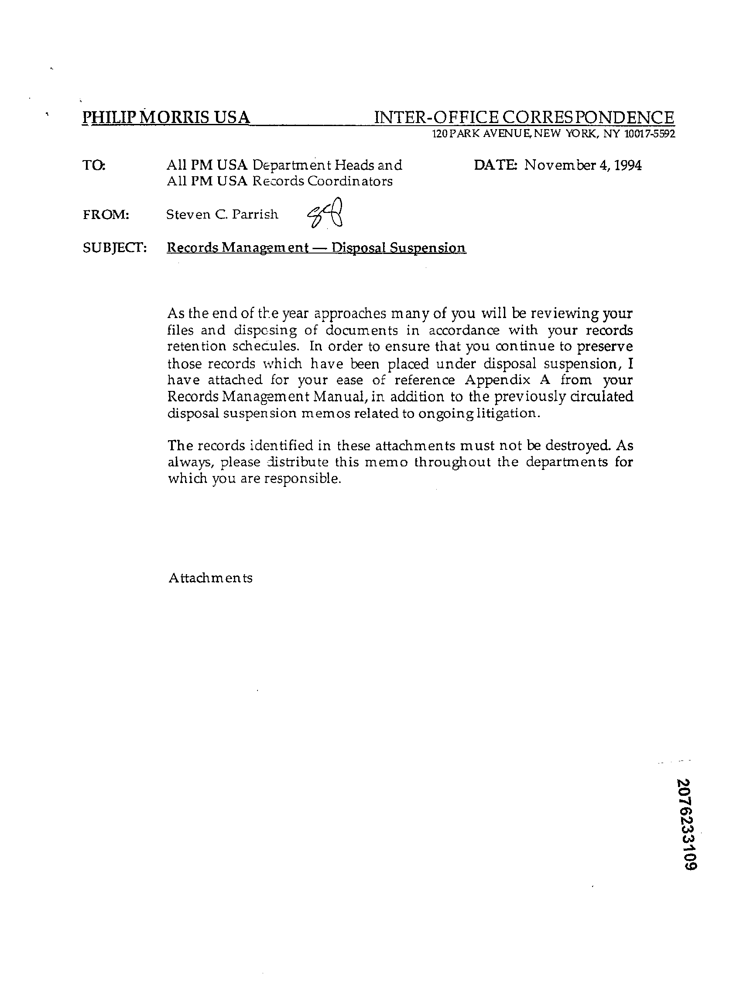 PHILIP MORRIS USA INTER-OFFICE CORRESPONDENCE
120 PARK AVENUE, NEW YORK, NY 10017-5592
TO: All PM USA Department Heads and DATE: November 4, 1994
All PM USA Records Coordinators
FROM: Steven C. Parrish
SUBJECT: Records Management — Disposal Suspension
As the end of the year approaches many of you will be reviewing your
files and disposing of documents in accordance with your records
retention schedules. In order to ensure that you continue to preserve
those records which have been placed under disposal suspension, I
have attached for your ease of reference Appendix A from your
Records Management Manual, in addition to the previously circulated
disposal suspension memos related to ongoing litigation.
The records identified in these attachments must not be destroyed. As
always, please distribute this memo throughout the departments for
which you are responsible.
Attachments
2076233109